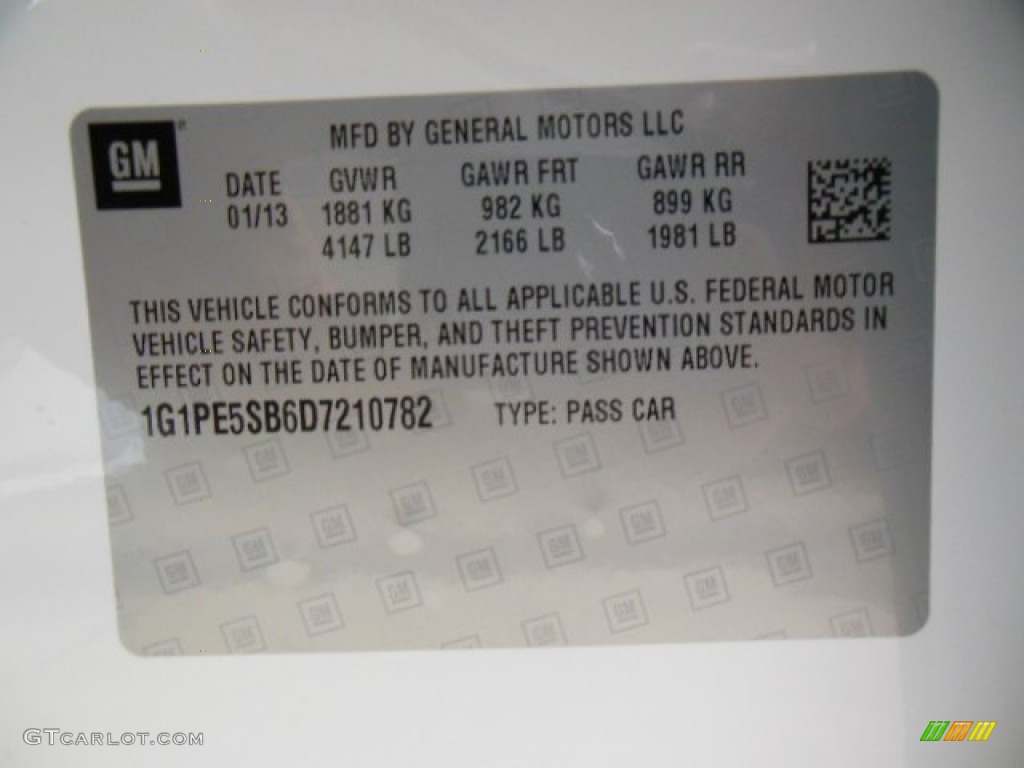 GM
MFD BY GENERAL MOTORS LLC
DATE GVWR GAWR FRT GAWR RR
01/13 1881 KG 982 KG 899 KG
4147 LB 2166 LB 1981 LB
THIS VEHICLE CONFORMS TO ALL APPLICABLE U.S. FEDERAL MOTOR
VEHICLE SAFETY, BUMPER, AND THEFT PREVENTION STANDARDS IN
EFFECT ON THE DATE OF MANUFACTURE SHOWN ABOVE.
1G1PE5SB6D7210782 TYPE: PASS CAR
GTCARLOT.COM